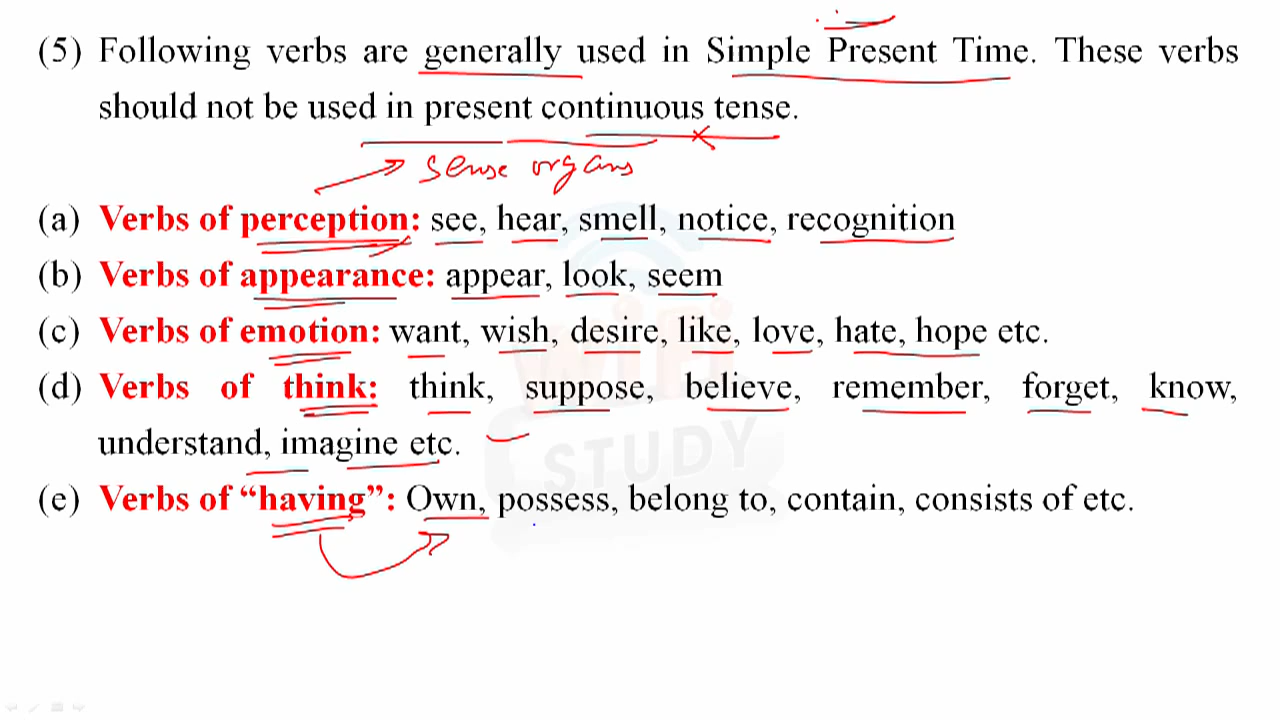 (5) Following verbs are generally used in Simple Present Time. These verbs
should not be used in present continuous tense.
sense organs
(a) Verbs of perception: see, hear, smell, notice, recognition
(b) Verbs of appearance: appear, look, seem
(c) Verbs of emotion: want, wish, desire, like, love, hate, hope etc.
(d) Verbs of think: think, suppose, believe, remember, forget, know,
understand, imagine etc.
(e) Verbs of “having”: Own, possess, belong to, contain, consists of etc.
WiFi
STUDY